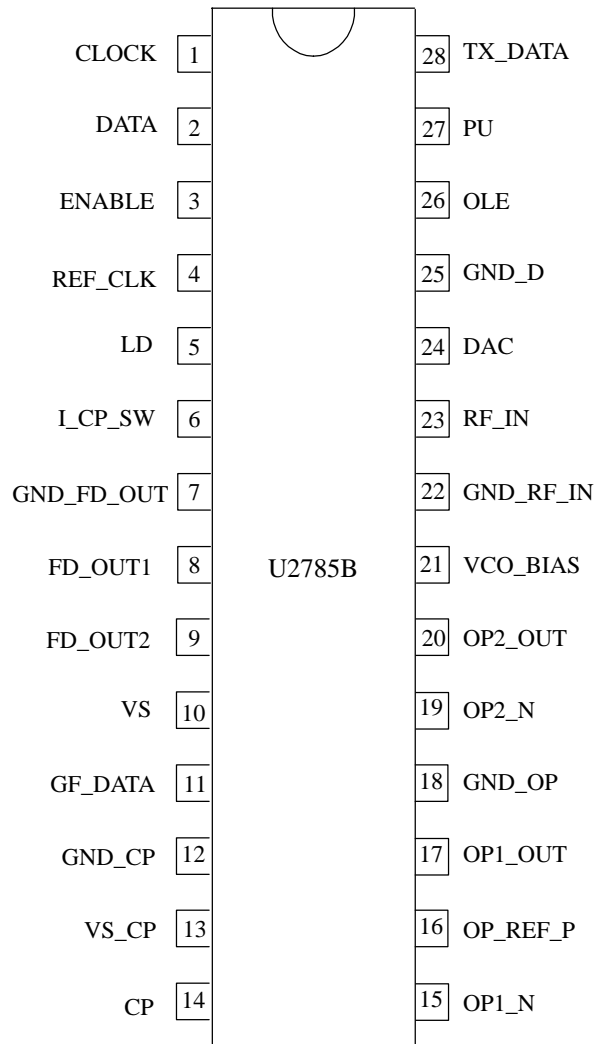 CLOCK 1 28 TX_DATA
DATA 2 27 PU
ENABLE 3 26 OLE
REF_CLK 4 25 GND_D
LD 5 24 DAC
I_CP_SW 6 23 RF_IN
GND_FD_OUT 7 22 GND_RF_IN
FD_OUT1 8 U2785B 21 VCO_BIAS
FD_OUT2 9 20 OP2_OUT
VS 10 19 OP2_N
GF_DATA 11 18 GND_OP
GND_CP 12 17 OP1_OUT
VS_CP 13 16 OP_REF_P
CP 14 15 OP1_N